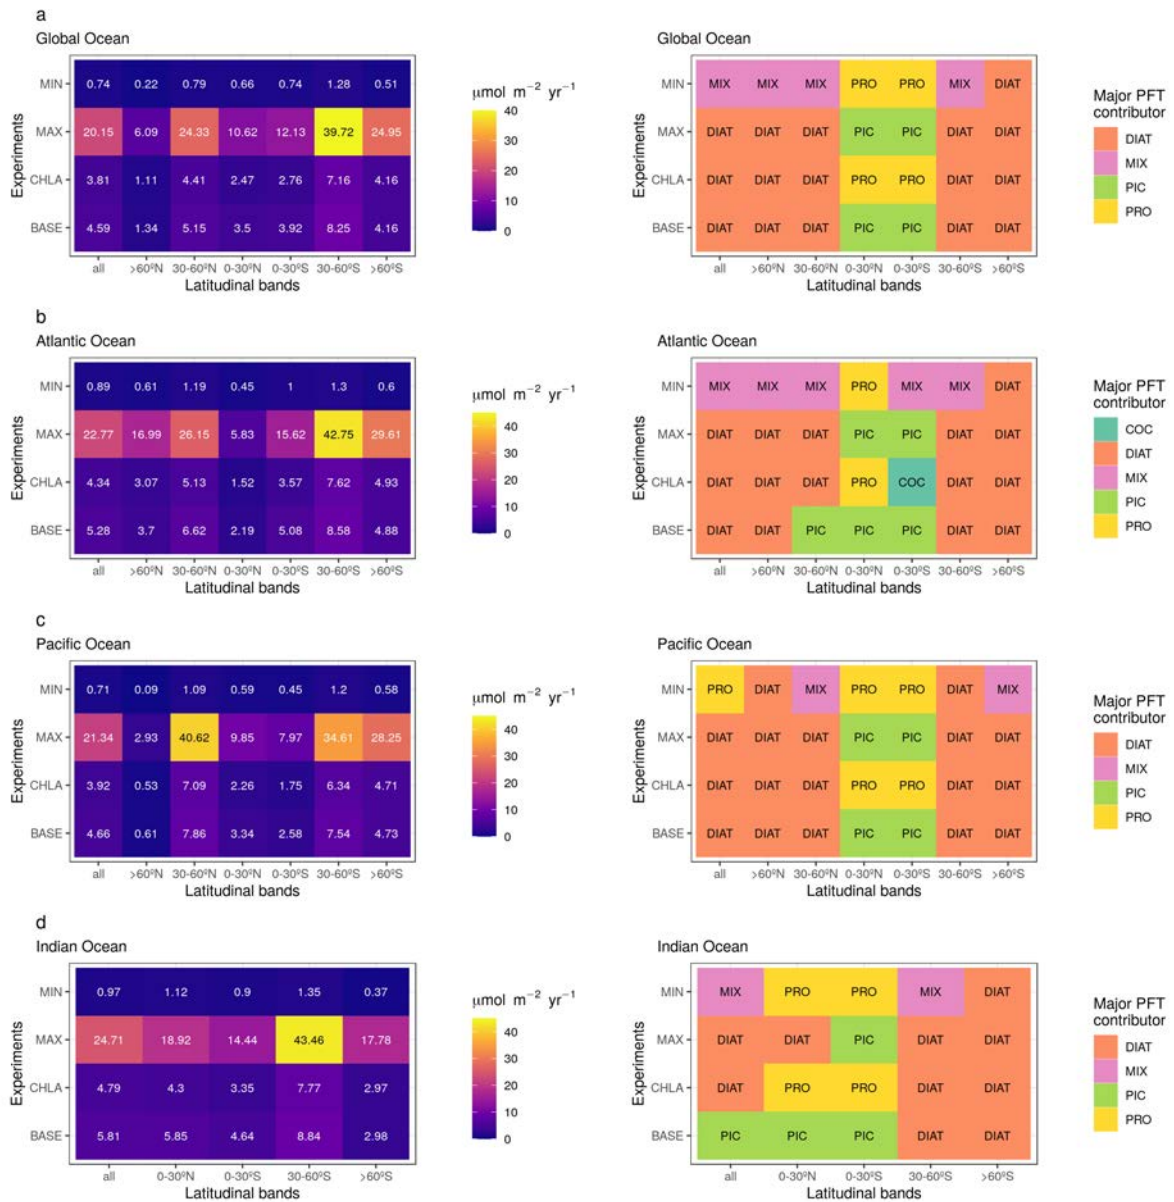 a
Global Ocean
MIN 0.74 0.22 0.79 0.66 0.74 1.28 0.51
MAX 20.15 6.09 24.33 10.62 12.13 39.72 24.95
CHLA 3.81 1.11 4.41 2.47 2.76 7.16 4.16
BASE 4.59 1.34 5.15 3.5 3.92 8.25 4.16
Experiments
all >60ºN 30-60ºN 0-30ºN 0-30ºS 30-60ºS >60ºS
Latitudinal bands
μmol m⁻² yr⁻¹
40
30
20
10
0
Global Ocean
MIN MIX MIX MIX PRO PRO MIX DIAT
MAX DIAT DIAT DIAT PIC PIC DIAT DIAT
CHLA DIAT DIAT DIAT PRO PRO DIAT DIAT
BASE DIAT DIAT DIAT PIC PIC DIAT DIAT
Experiments
all >60ºN 30-60ºN 0-30ºN 0-30ºS 30-60ºS >60ºS
Latitudinal bands
Major PFT
contributor
DIAT
MIX
PIC
PRO
b
Atlantic Ocean
MIN 0.89 0.61 1.19 0.45 1 1.3 0.6
MAX 22.77 16.99 26.15 5.83 15.62 42.75 29.61
CHLA 4.34 3.07 5.13 1.52 3.57 7.62 4.93
BASE 5.28 3.7 6.62 2.19 5.08 8.58 4.88
Experiments
all >60ºN 30-60ºN 0-30ºN 0-30ºS 30-60ºS >60ºS
Latitudinal bands
μmol m⁻² yr⁻¹
40
30
20
10
0
Atlantic Ocean
MIN MIX MIX MIX PRO MIX MIX DIAT
MAX DIAT DIAT DIAT PIC PIC DIAT DIAT
CHLA DIAT DIAT DIAT PRO COC DIAT DIAT
BASE DIAT DIAT PIC PIC PIC DIAT DIAT
Experiments
all >60ºN 30-60ºN 0-30ºN 0-30ºS 30-60ºS >60ºS
Latitudinal bands
Major PFT
contributor
COC
DIAT
MIX
PIC
PRO
c
Pacific Ocean
MIN 0.71 0.09 1.09 0.59 0.45 1.2 0.58
MAX 21.34 2.93 40.62 9.85 7.97 34.61 28.25
CHLA 3.92 0.53 7.09 2.26 1.75 6.34 4.71
BASE 4.66 0.61 7.86 3.34 2.58 7.54 4.73
Experiments
all >60ºN 30-60ºN 0-30ºN 0-30ºS 30-60ºS >60ºS
Latitudinal bands
μmol m⁻² yr⁻¹
40
30
20
10
0
Pacific Ocean
MIN PRO DIAT MIX PRO PRO DIAT MIX
MAX DIAT DIAT DIAT PIC PIC DIAT DIAT
CHLA DIAT DIAT DIAT PRO PRO DIAT DIAT
BASE DIAT DIAT DIAT PIC PIC DIAT DIAT
Experiments
all >60ºN 30-60ºN 0-30ºN 0-30ºS 30-60ºS >60ºS
Latitudinal bands
Major PFT
contributor
DIAT
MIX
PIC
PRO
d
Indian Ocean
MIN 0.97 1.12 0.9 1.35 0.37
MAX 24.71 18.92 14.44 43.46 17.78
CHLA 4.79 4.3 3.35 7.77 2.97
BASE 5.81 5.85 4.64 8.84 2.98
Experiments
all 0-30ºN 0-30ºS 30-60ºS >60ºS
Latitudinal bands
μmol m⁻² yr⁻¹
40
30
20
10
0
Indian Ocean
MIN MIX PRO PRO MIX DIAT
MAX DIAT DIAT PIC DIAT DIAT
CHLA DIAT PRO PRO DIAT DIAT
BASE PIC PIC PIC DIAT DIAT
Experiments
all 0-30ºN 0-30ºS 30-60ºS >60ºS
Latitudinal bands
Major PFT
contributor
DIAT
MIX
PIC
PRO